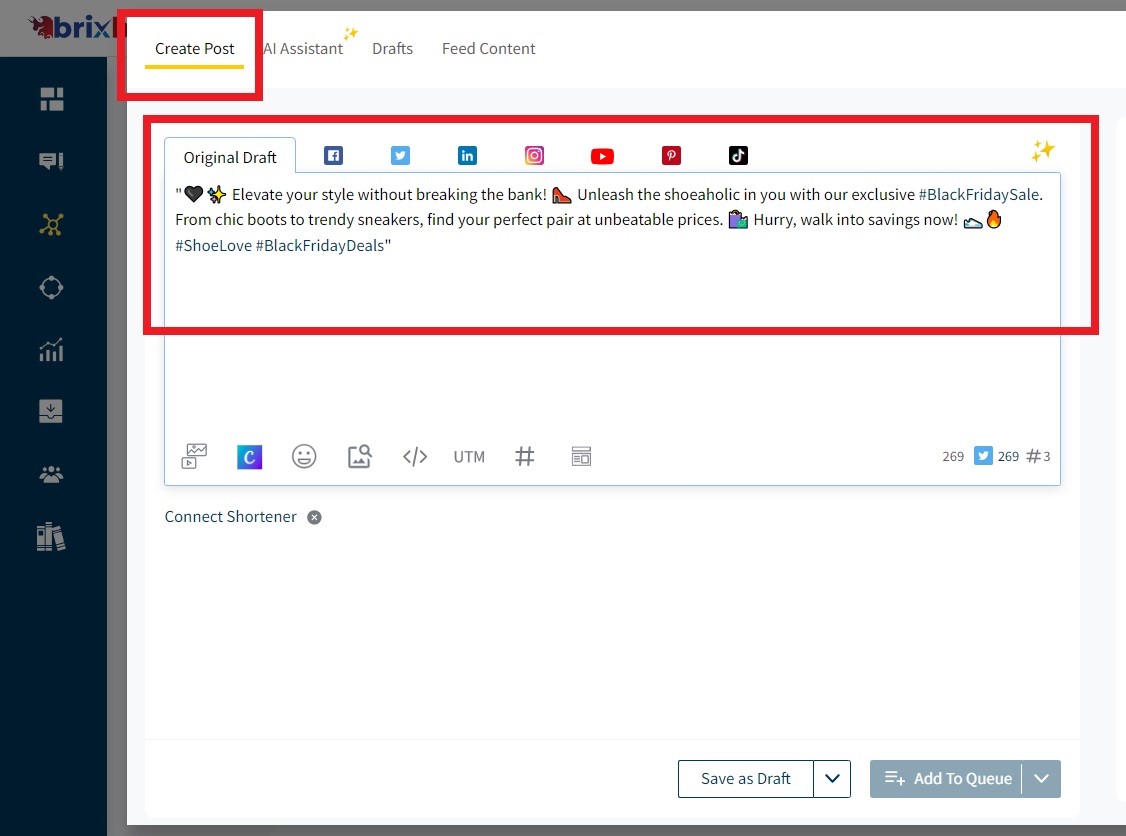 brix
Create Post AI Assistant Drafts Feed Content
Original Draft
"🖤✨ Elevate your style without breaking the bank! 👠 Unleash the shoeaholic in you with our exclusive #BlackFridaySale.
From chic boots to trendy sneakers, find your perfect pair at unbeatable prices. 🛍️ Hurry, walk into savings now! 👟🔥
#ShoeLove #BlackFridayDeals"
UTM 269 269 #3
Connect Shortener
Save as Draft Add To Queue